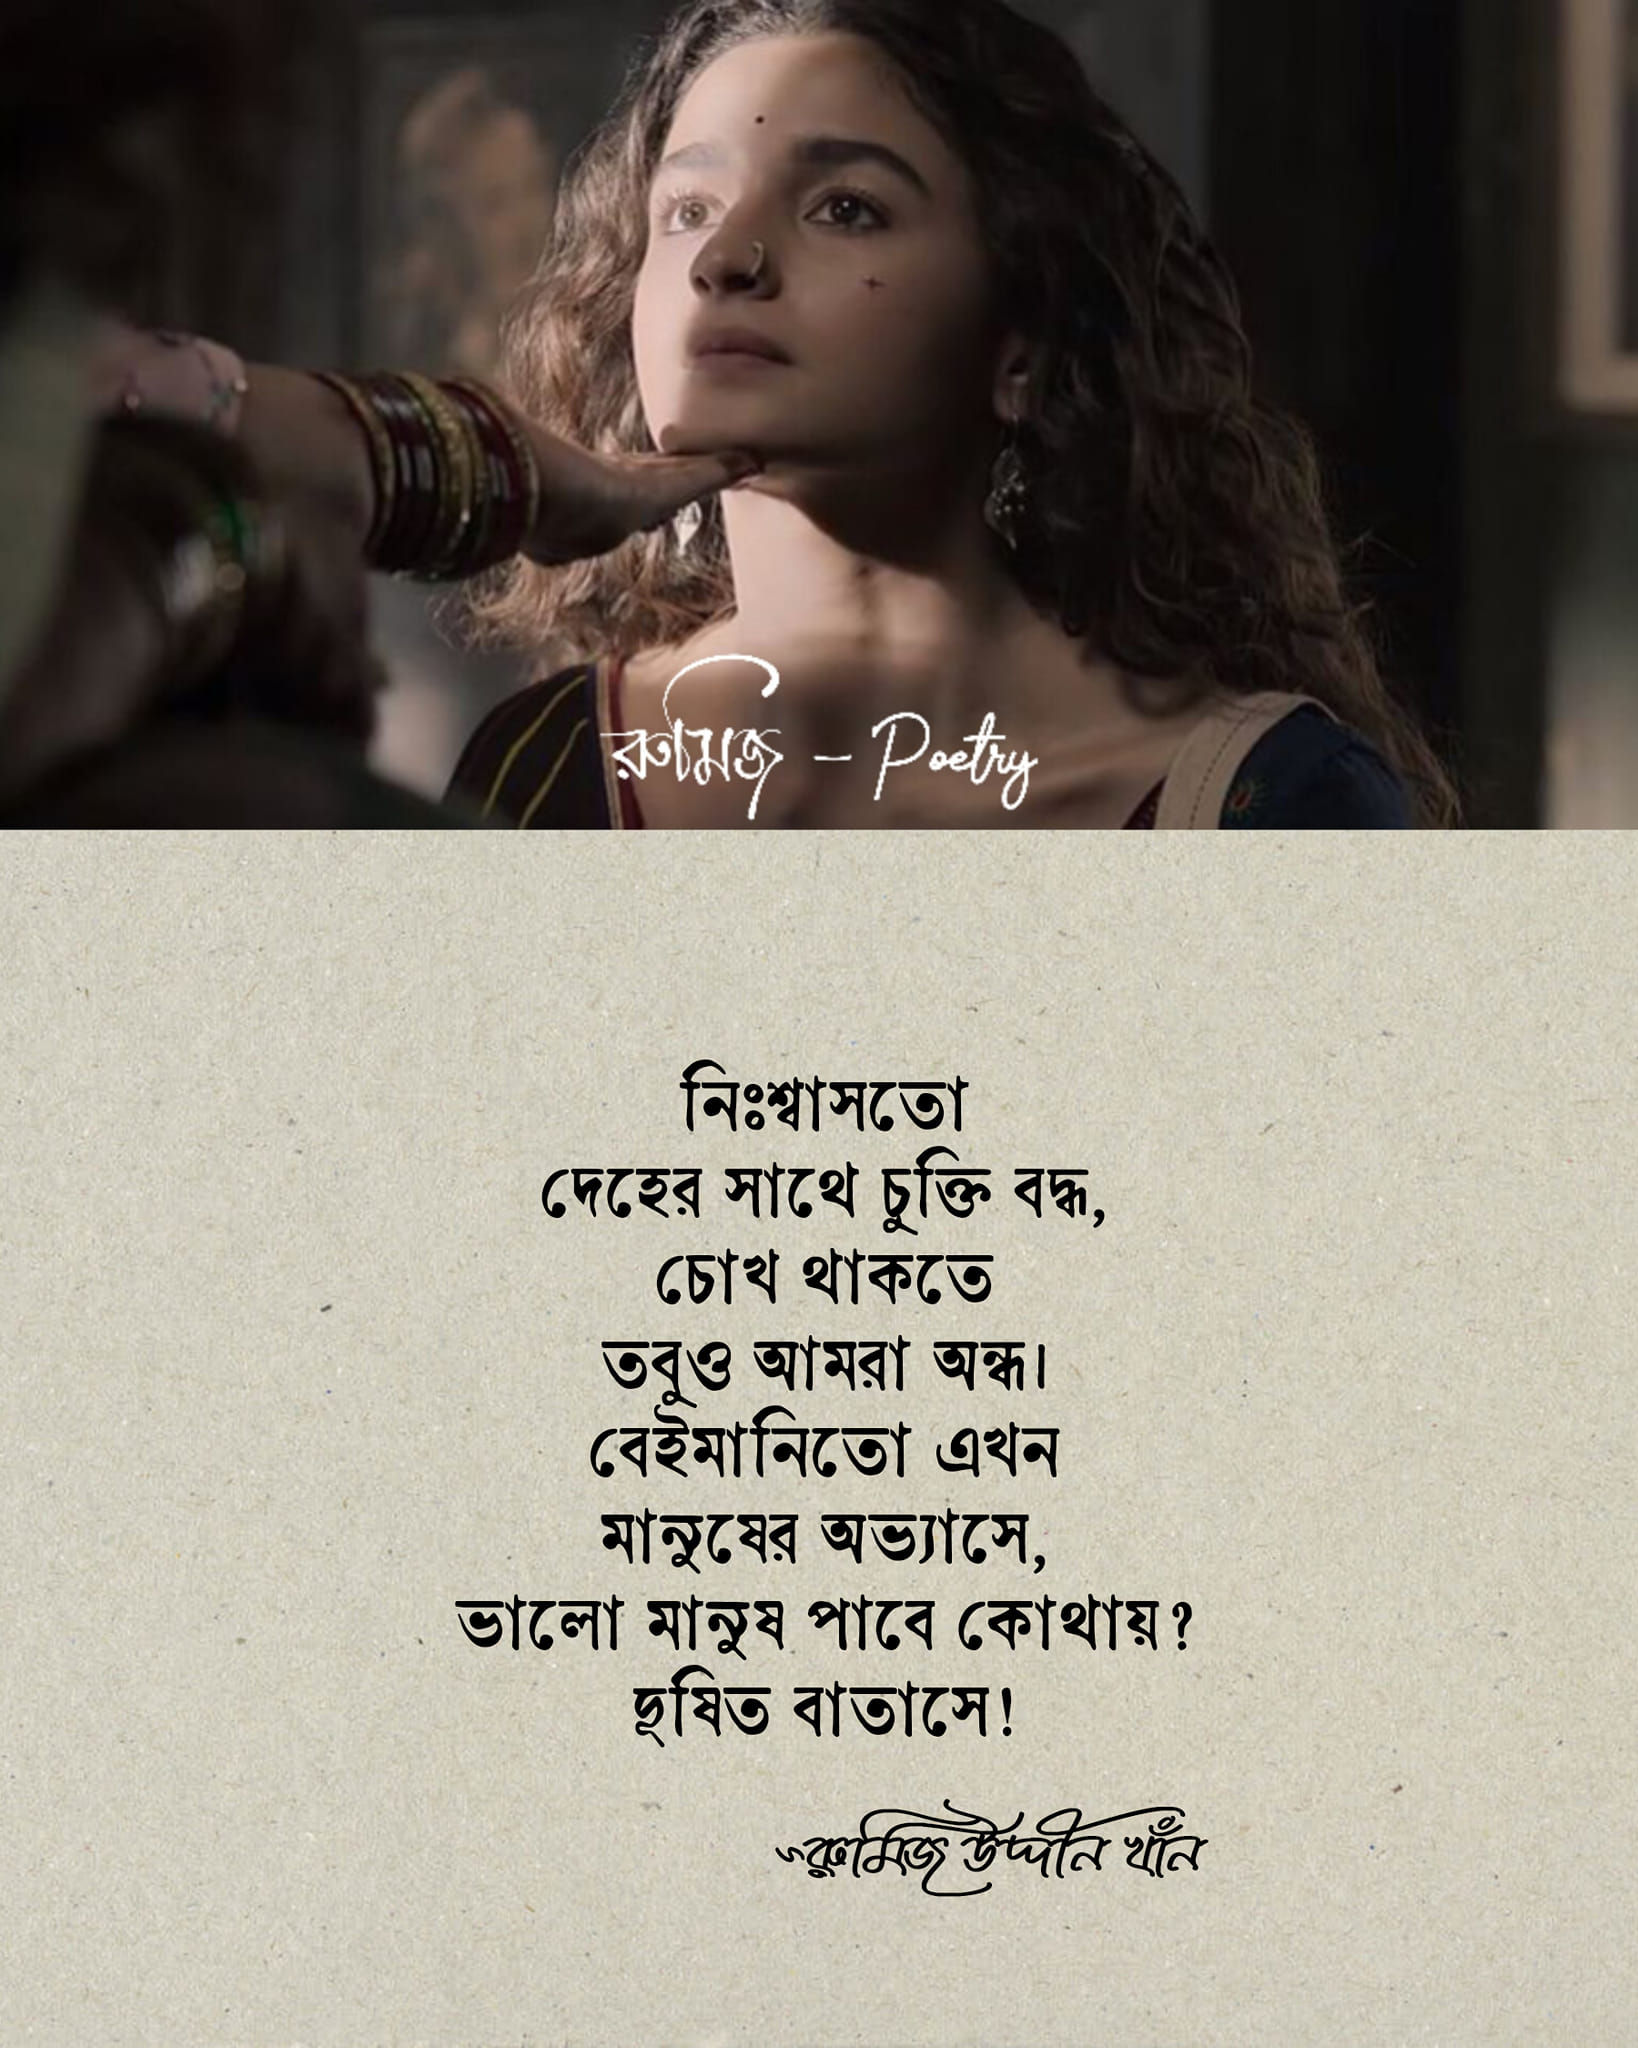 রুমিজ – Poetry
নিঃশ্বাসতো
দেহের সাথে চুক্তি বদ্ধ,
চোখ থাকতে
তবুও আমরা অন্ধ।
বেইমানিতো এখন
মানুষের অভ্যাসে,
ভালো মানুষ পাবে কোথায়?
দূষিত বাতাসে!
রুমিজ উদ্দীন খাঁন